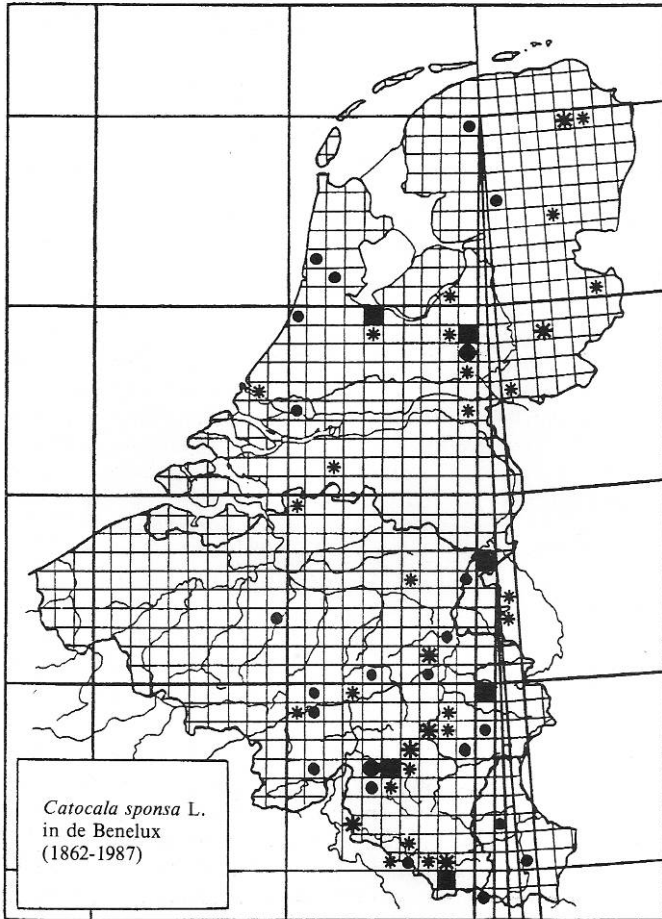 Catocala sponsa L.
in de Benelux
(1862-1987)